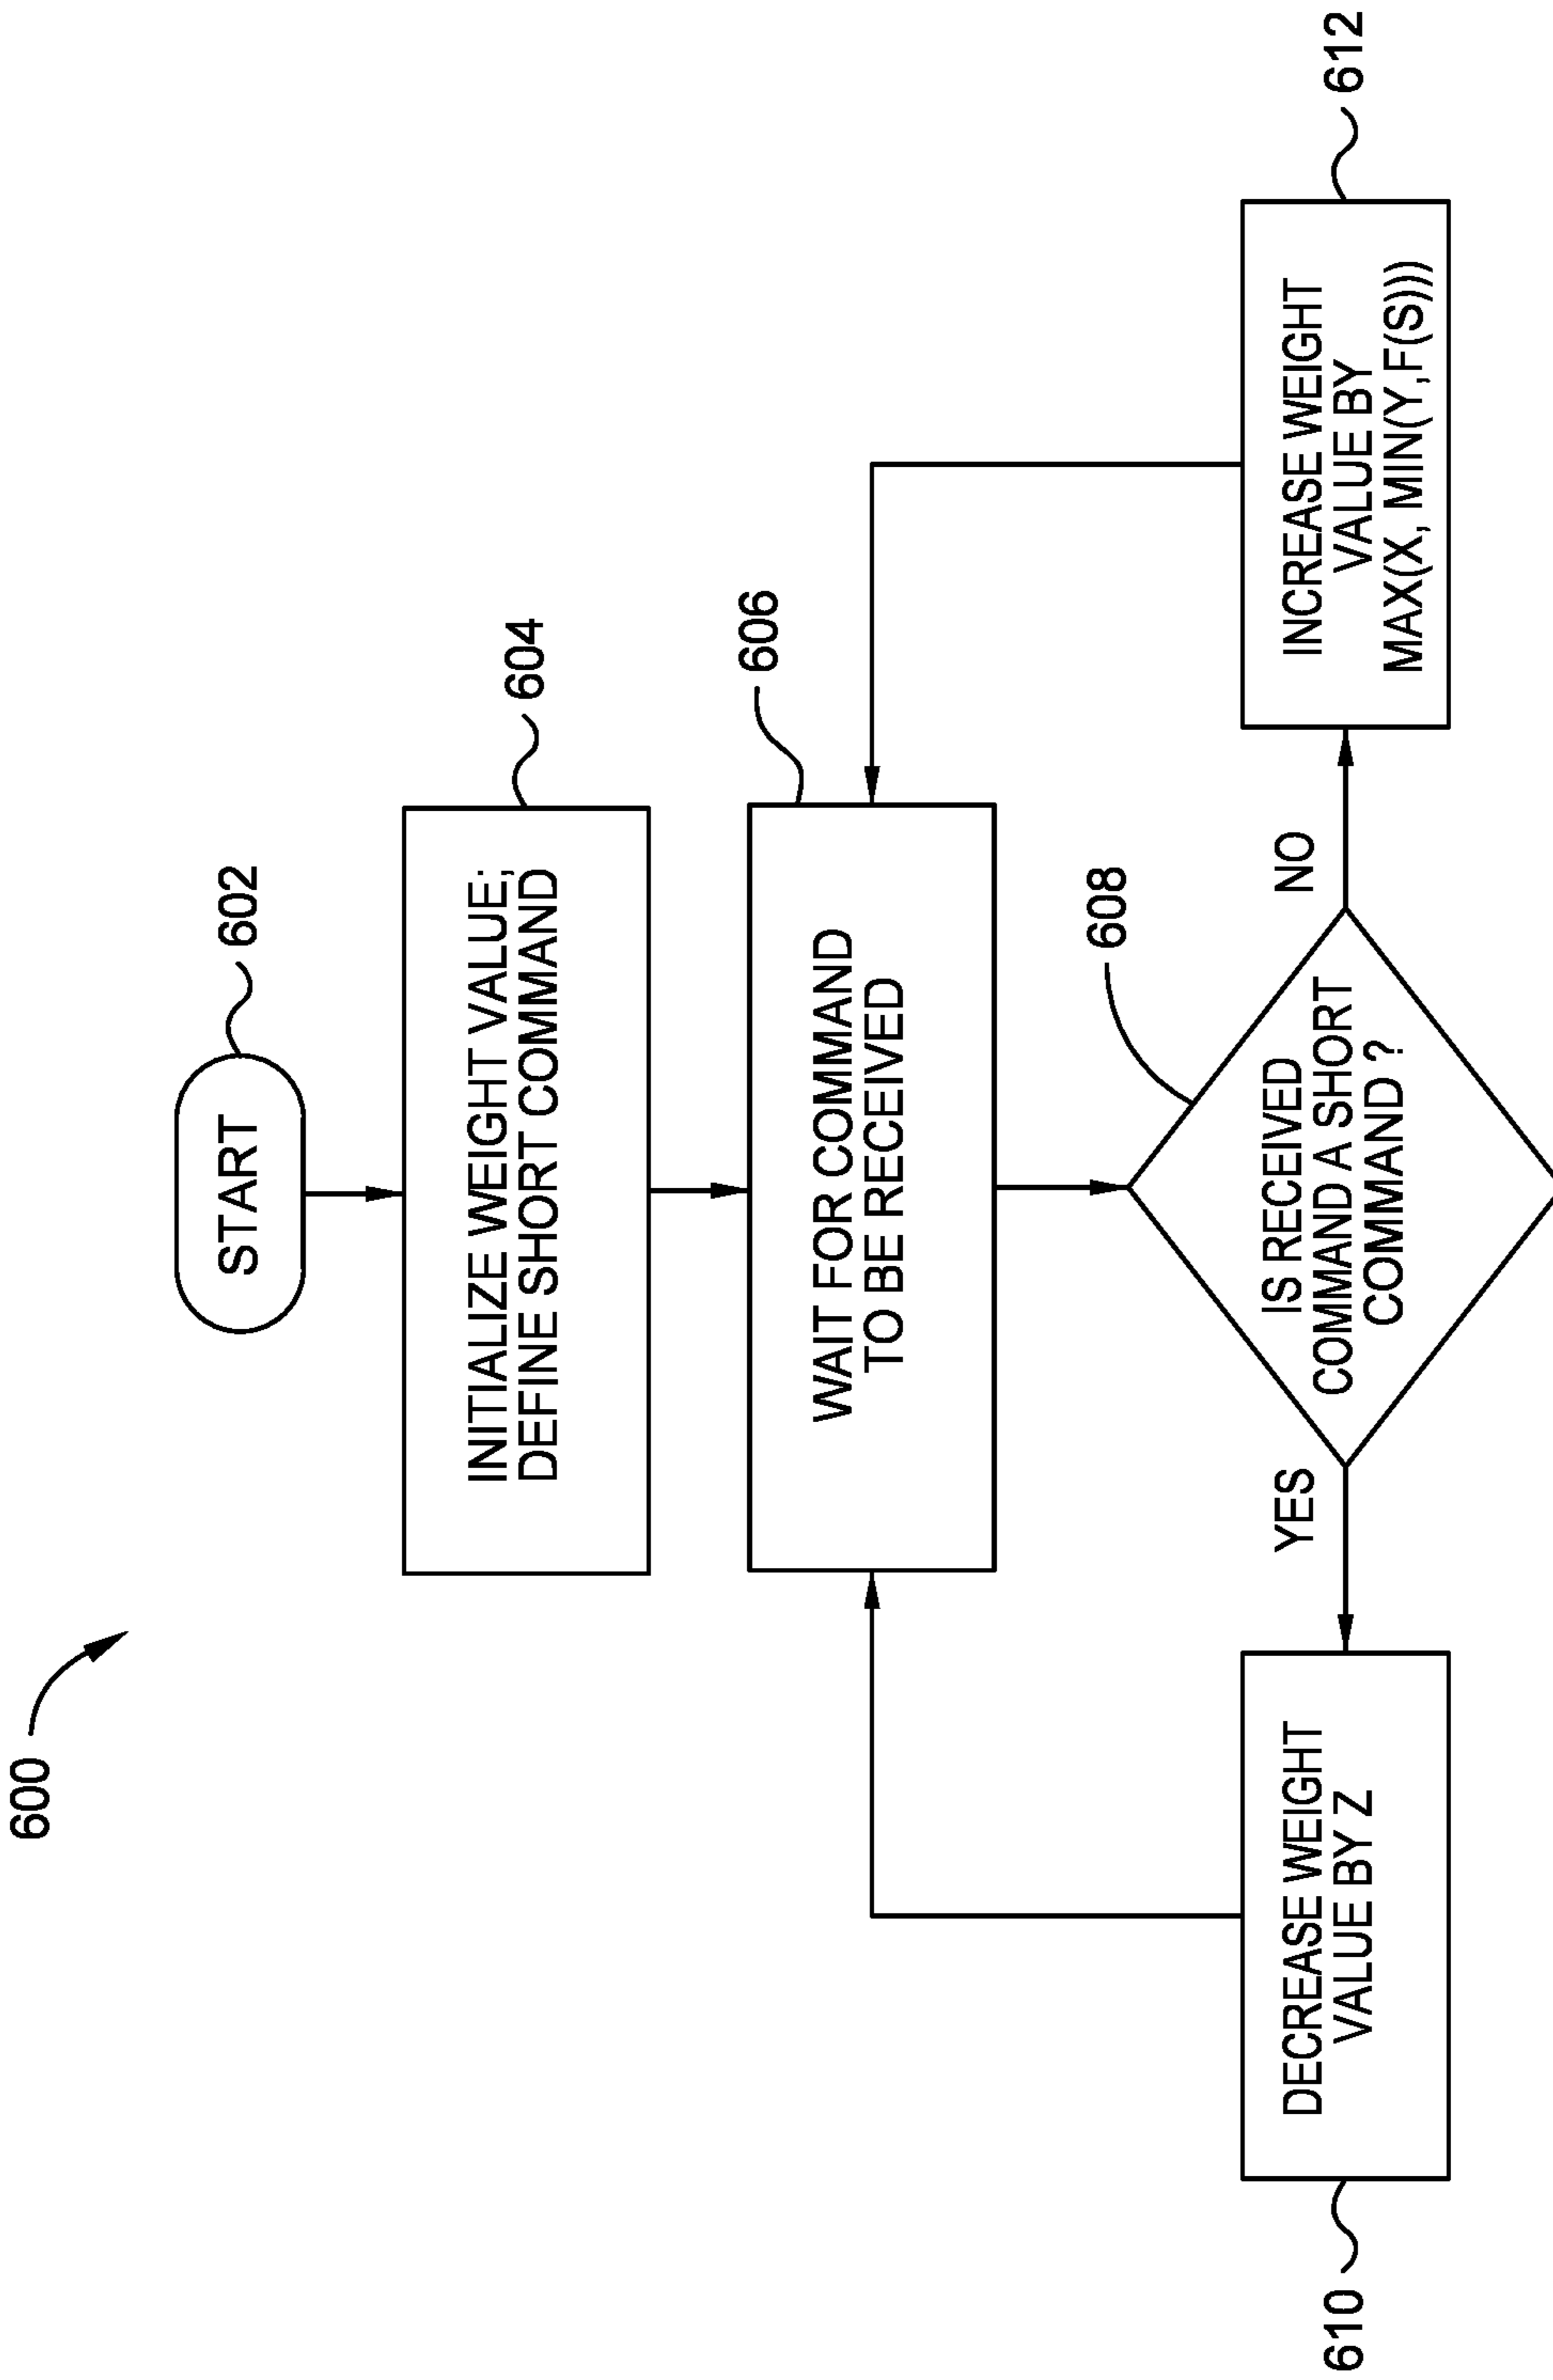 600
START
602
INITIALIZE WEIGHT VALUE;
DEFINE SHORT COMMAND
604
WAIT FOR COMMAND
TO BE RECEIVED
606
608
IS RECEIVED
COMMAND A SHORT
COMMAND ?
YES
NO
DECREASE WEIGHT
VALUE BY Z
610
INCREASE WEIGHT
VALUE BY
MAX(X, MIN(Y,F(S))))
612